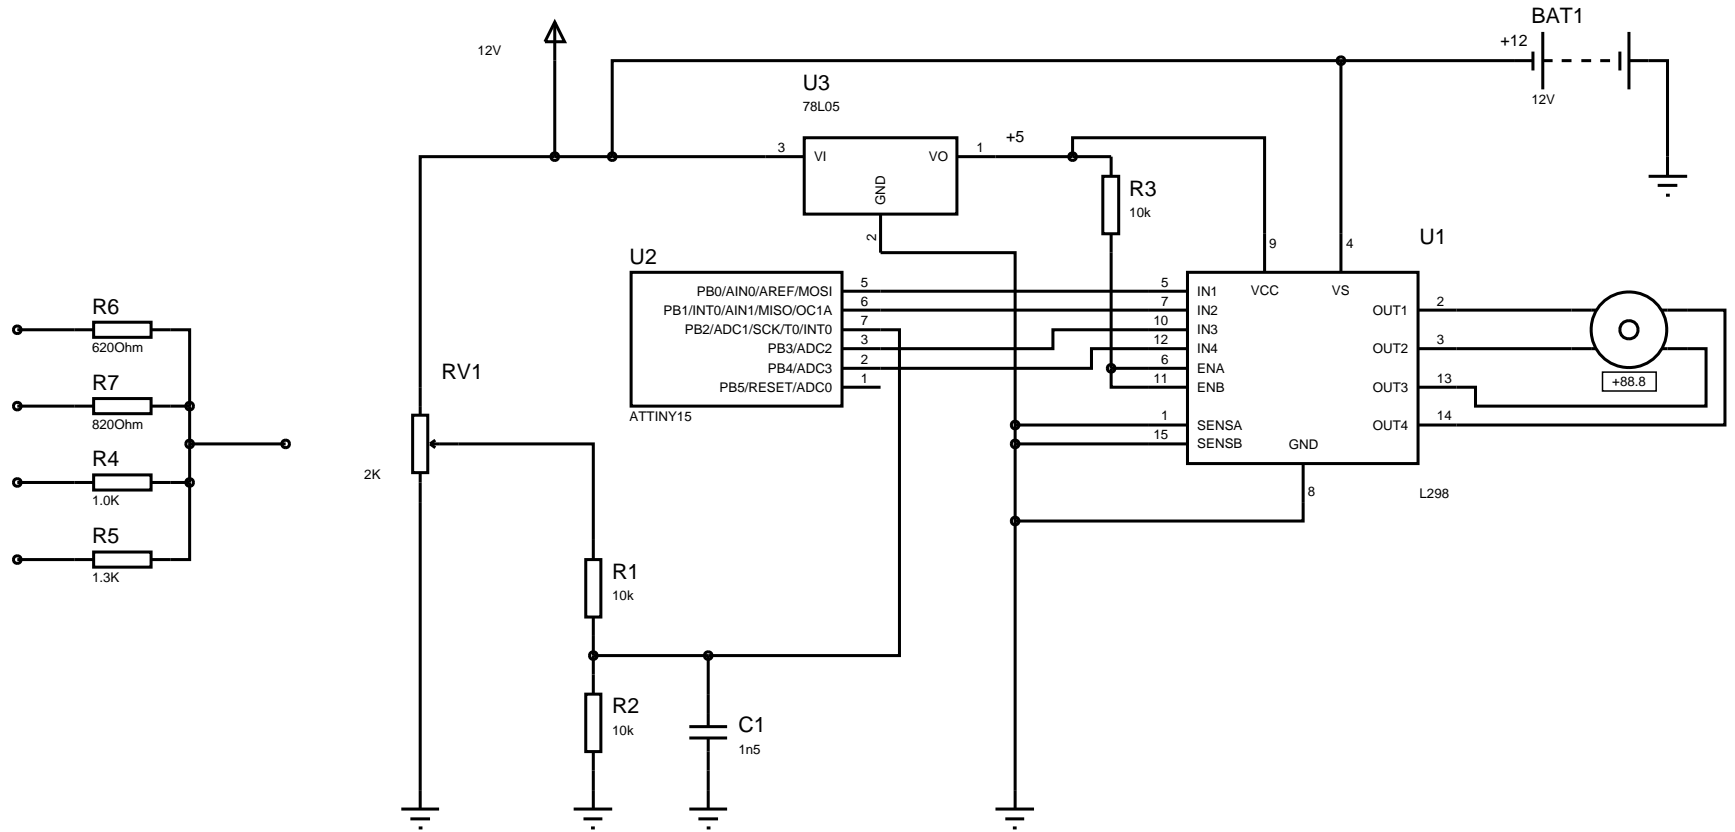 BAT1
+12
12V
12V
U3
78L05
3
VI
VO
1
+5
GND
2
R3
10k
9
4
U1
U2
PB0/AIN0/AREF/MOSI
5
PB1/INT0/AIN1/MISO/OC1A
6
PB2/ADC1/SCK/T0/INT0
7
PB3/ADC2
3
PB4/ADC3
2
PB5/RESET/ADC0
1
ATTINY15
5
IN1
7
IN2
10
IN3
12
IN4
6
ENA
11
ENB
1
SENSA
15
SENSB
VCC
VS
GND
8
OUT1
2
OUT2
3
OUT3
13
OUT4
14
L298
+88.8
R6
620Ohm
R7
820Ohm
R4
1.0K
R5
1.3K
RV1
2K
R1
10k
R2
10k
C1
1n5